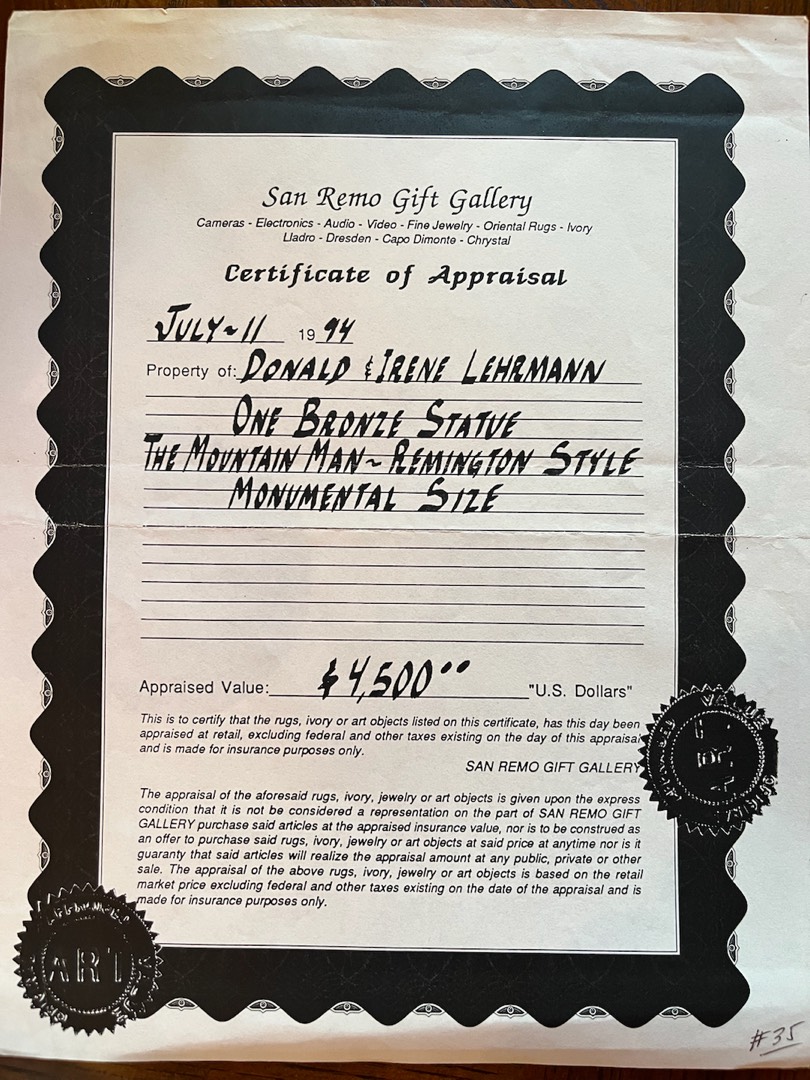 San Remo Gift Gallery
Cameras - Electronics - Audio - Video - Fine Jewelry - Oriental Rugs - Ivory
Lladro - Dresden - Capo Dimonte - Chrystal
Certificate of Appraisal
JULY~11 1994
Property of: DONALD & IRENE LEHRMANN
ONE BRONZE STATUE
THE MOUNTAIN MAN~REMINGTON STYLE
MONUMENTAL SIZE
Appraised Value: $4,500.00 "U.S. Dollars"
This is to certify that the rugs, ivory or art objects listed on this certificate, has this day been
appraised at retail, excluding federal and other taxes existing on the day of this appraisal
and is made for insurance purposes only.
SAN REMO GIFT GALLERY
The appraisal of the aforesaid rugs, ivory, jewelry or art objects is given upon the express
condition that it is not be considered a representation on the part of SAN REMO GIFT
GALLERY purchase said articles at the appraised insurance value, nor is to be construed as
an offer to purchase said rugs, ivory, jewelry or art objects at said price at anytime nor is it
guaranty that said articles will realize the appraisal amount at any public, private or other
sale. The appraisal of the above rugs, ivory, jewelry or art objects is based on the retail
market price excluding federal and other taxes existing on the date of the appraisal and is
made for insurance purposes only.
ART
ART
#35